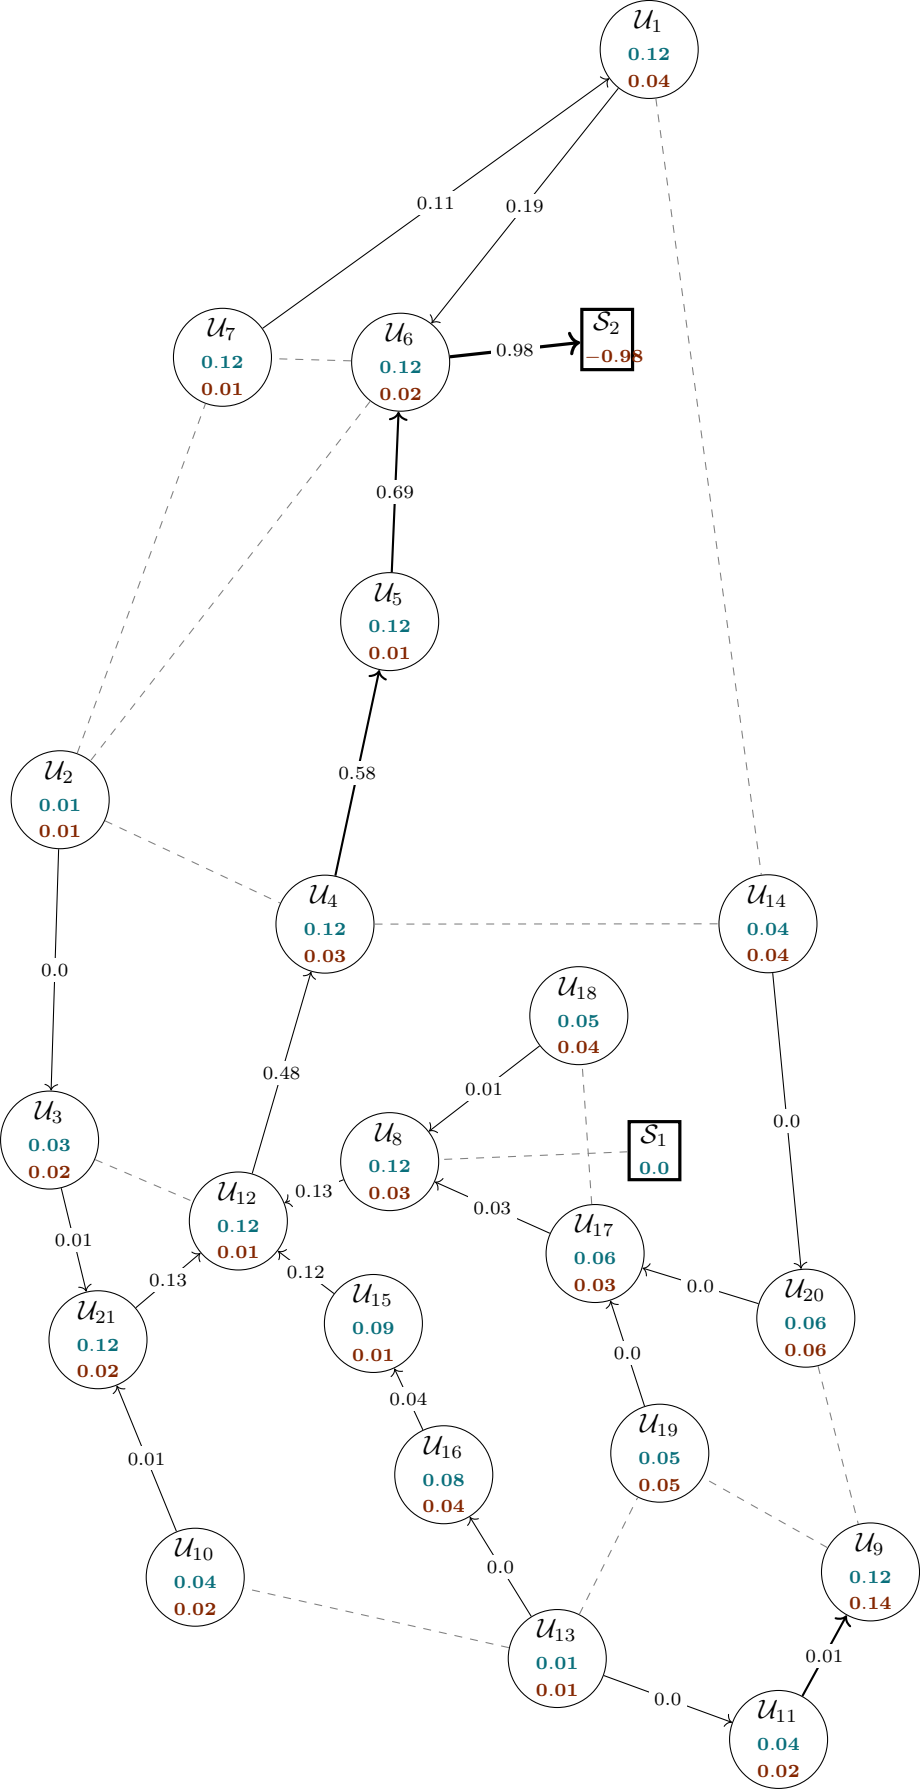 𝒰1
0.12
0.04
0.11
0.19
𝒰7
0.12
0.01
𝒰6
0.12
0.02
0.98
𝒮2
−0.98
0.69
𝒰5
0.12
0.01
0.58
𝒰2
0.01
0.01
𝒰4
0.12
0.03
𝒰14
0.04
0.04
0.0
𝒰18
0.05
0.04
0.48
0.01
0.0
𝒰3
0.03
0.02
𝒰8
0.12
0.03
𝒮1
0.0
𝒰12
0.12
0.01
0.13
0.03
𝒰17
0.06
0.03
0.01
0.13
0.12
0.0
𝒰20
0.06
0.06
𝒰21
0.12
0.02
𝒰15
0.09
0.01
0.0
0.04
0.01
𝒰16
0.08
0.04
𝒰19
0.05
0.05
𝒰10
0.04
0.02
0.0
𝒰9
0.12
0.14
𝒰13
0.01
0.01
0.01
0.0
𝒰11
0.04
0.02